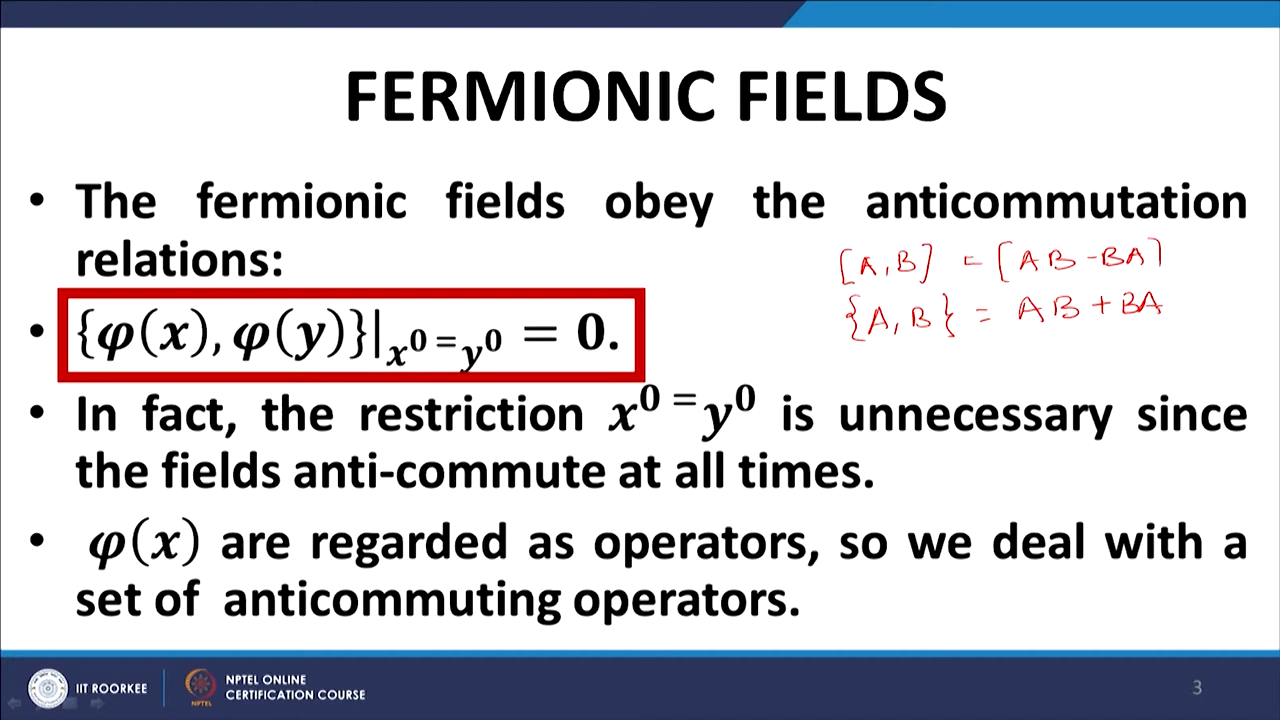 FERMIONIC FIELDS
• The fermionic fields obey the anticommutation
relations:
[A,B] = [AB - BA]
{A,B} = AB + BA
• {φ(x), φ(y)}|x⁰ = y⁰ = 0.
• In fact, the restriction x⁰ = y⁰ is unnecessary since
the fields anti-commute at all times.
• φ(x) are regarded as operators, so we deal with a
set of anticommuting operators.
IIT ROORKEE
NPTEL
NPTEL ONLINE
CERTIFICATION COURSE
3